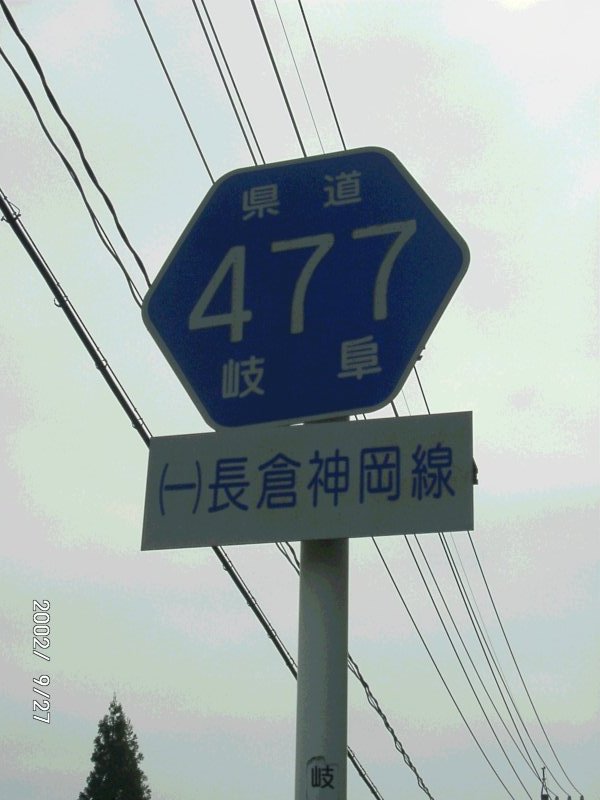 県道
477
岐阜
(一)長倉神岡線
岐
2002/ 9/27